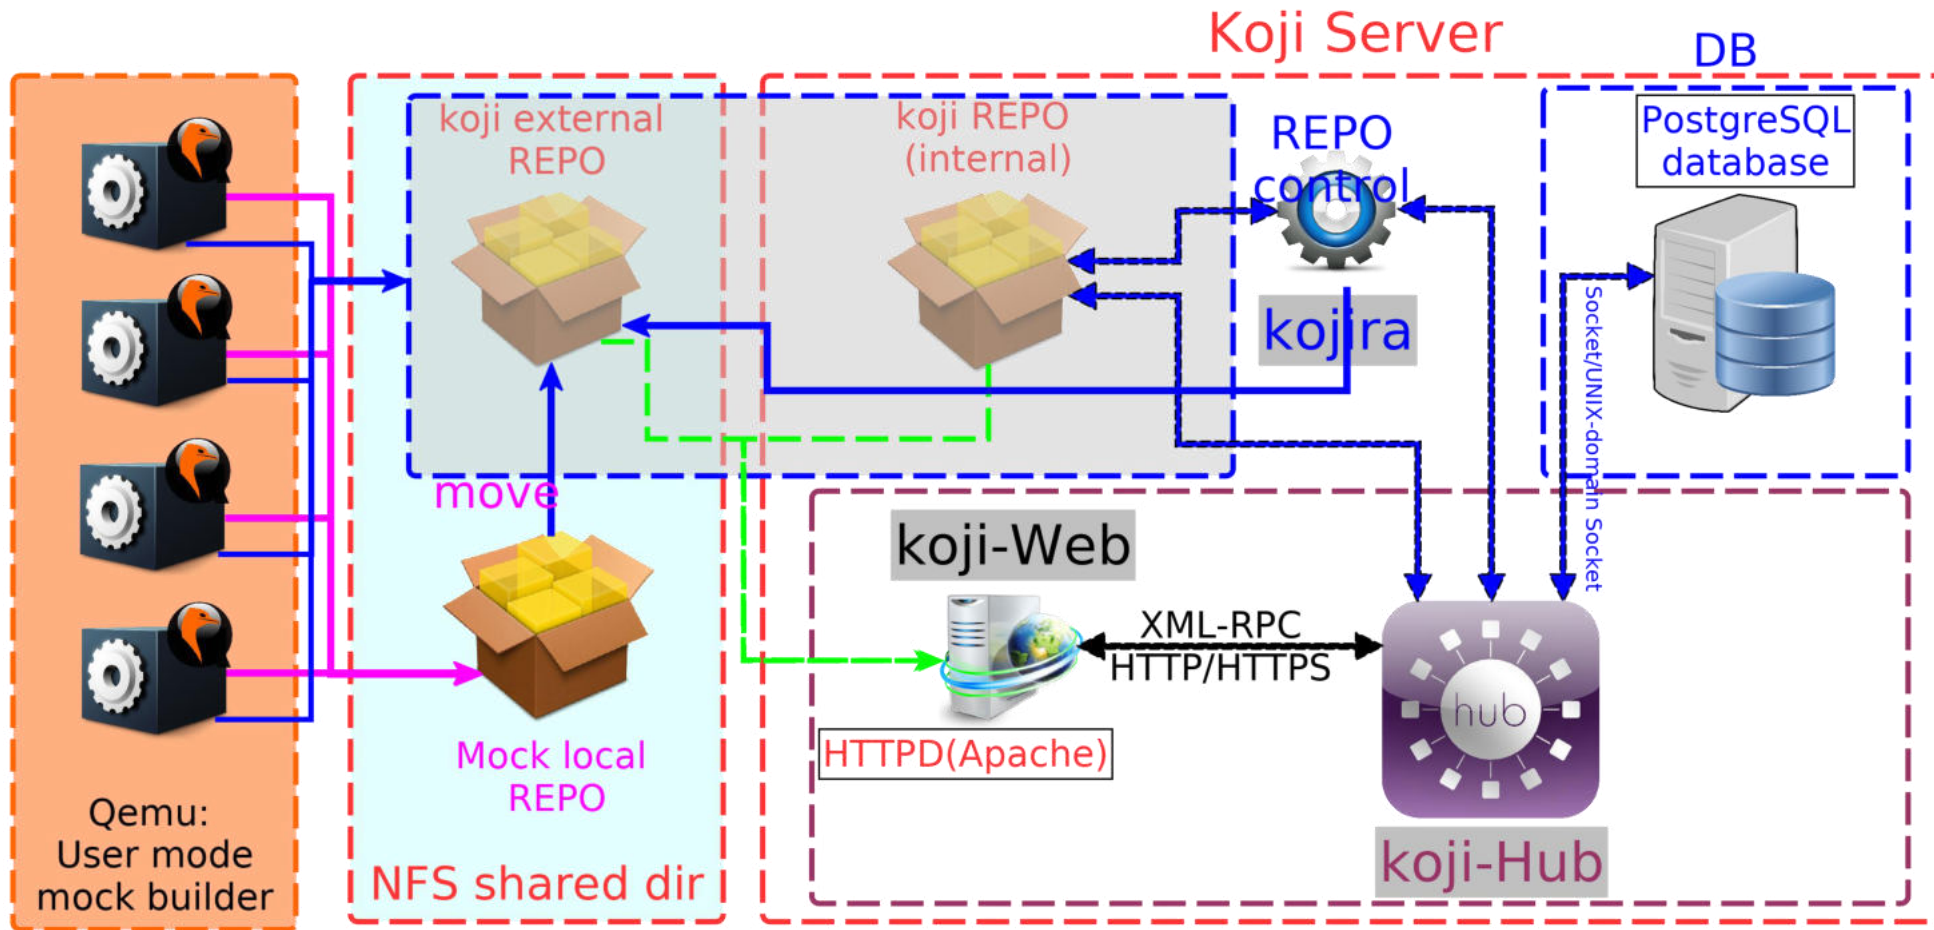 Koji Server
DB
koji external
REPO
koji REPO
(internal)
REPO
control
PostgreSQL
database
kojira
Socket/UNIX-domain Socket
move
koji-Web
XML-RPC
HTTP/HTTPS
hub
HTTPD(Apache)
Mock local
REPO
Qemu:
User mode
mock builder
NFS shared dir
koji-Hub